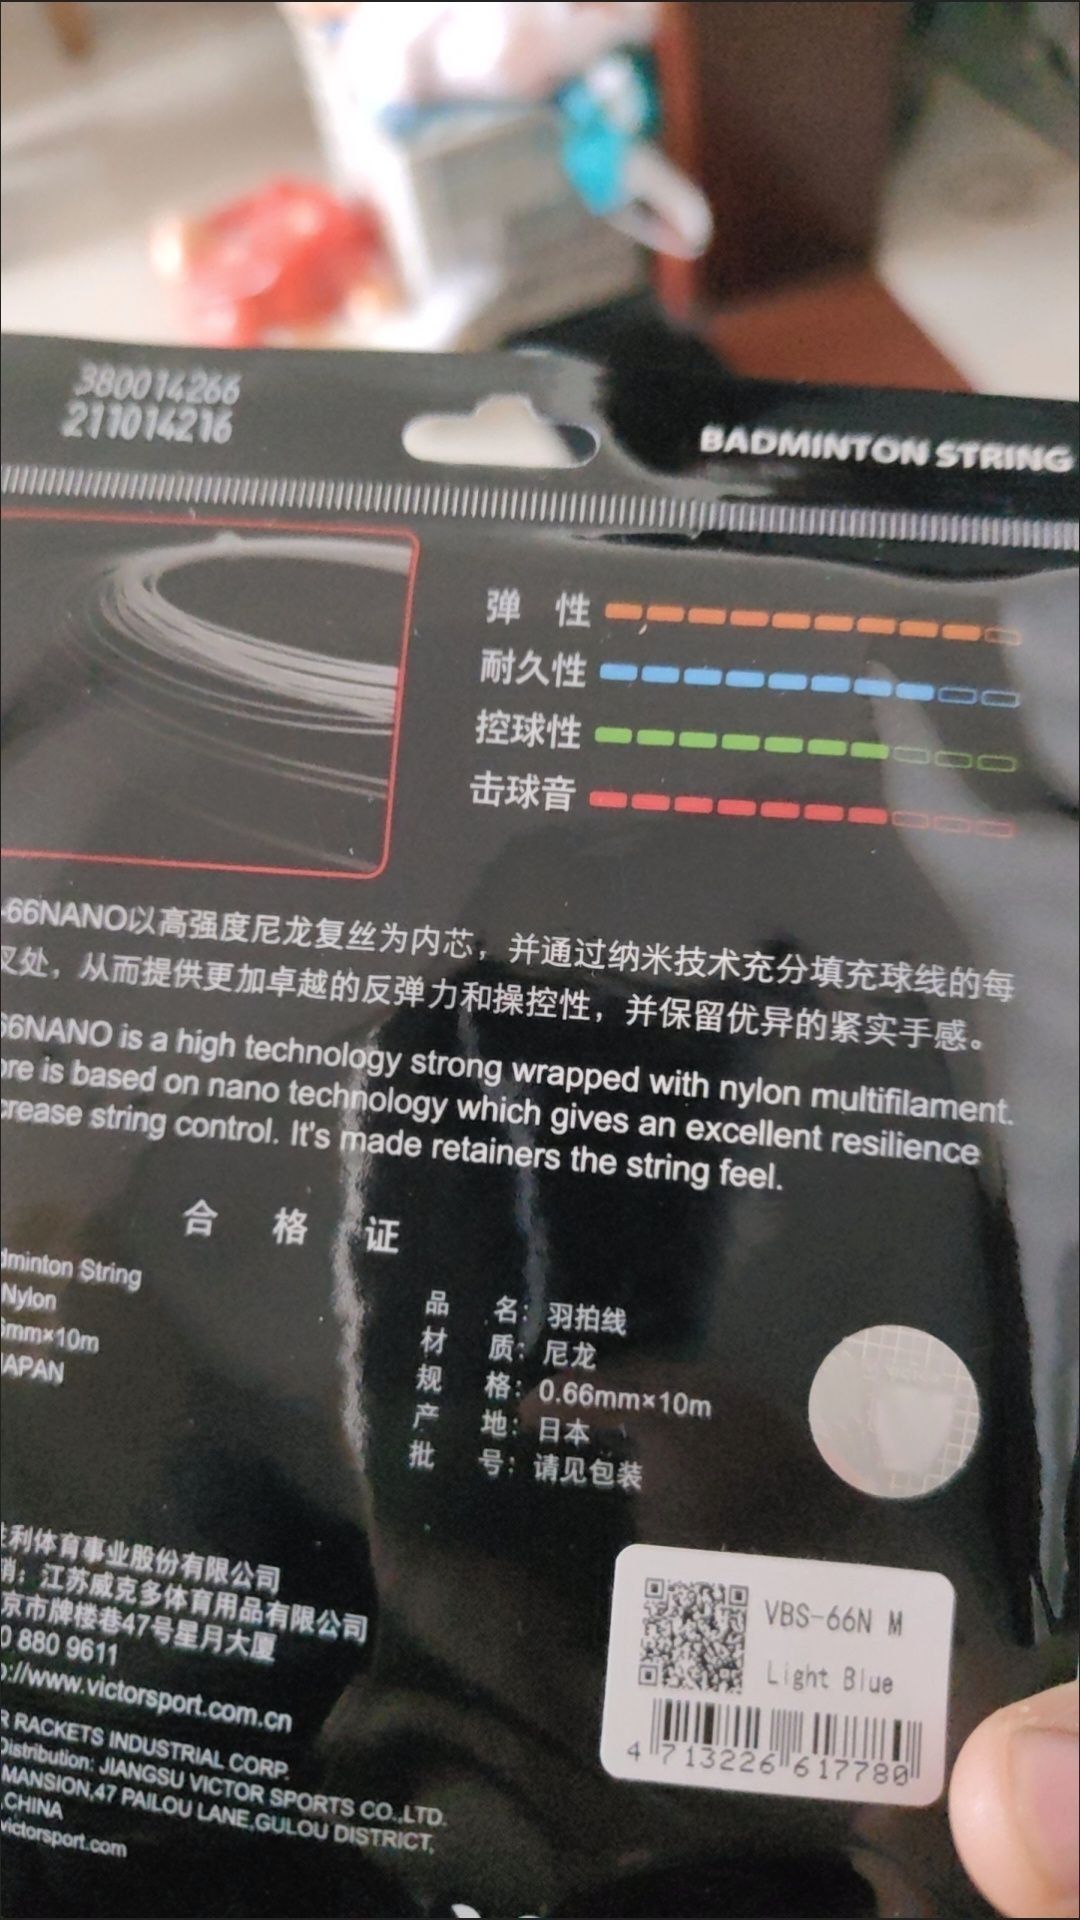 380014266
211014216
BADMINTON STRING
弹 性
耐久性
控球性
击球音
-66NANO以高强度尼龙复丝为内芯，并通过纳米技术充分填充球线的每
叉处，从而提供更加卓越的反弹力和操控性，并保留优异的紧实手感。
66NANO is a high technology strong wrapped with nylon multifilament.
ore is based on nano technology which gives an excellent resilience
crease string control. It's made retainers the string feel.
合 格 证
dminton String
Nylon
6mm×10m
JAPAN
品 名：羽拍线
材 质：尼龙
规 格：0.66mm×10m
产 地：日本
批 号：请见包装
利体育事业股份有限公司
销：江苏威克多体育用品有限公司
京市牌楼巷47号星月大厦
0 880 9611
p://www.victorsport.com.cn
R RACKETS INDUSTRIAL CORP.
Distribution: JIANGSU VICTOR SPORTS CO.,LTD.
MANSION,47 PAILOU LANE,GULOU DISTRICT,
,CHINA
victorsport.com
VBS-66N M
Light Blue
4 713226 617780